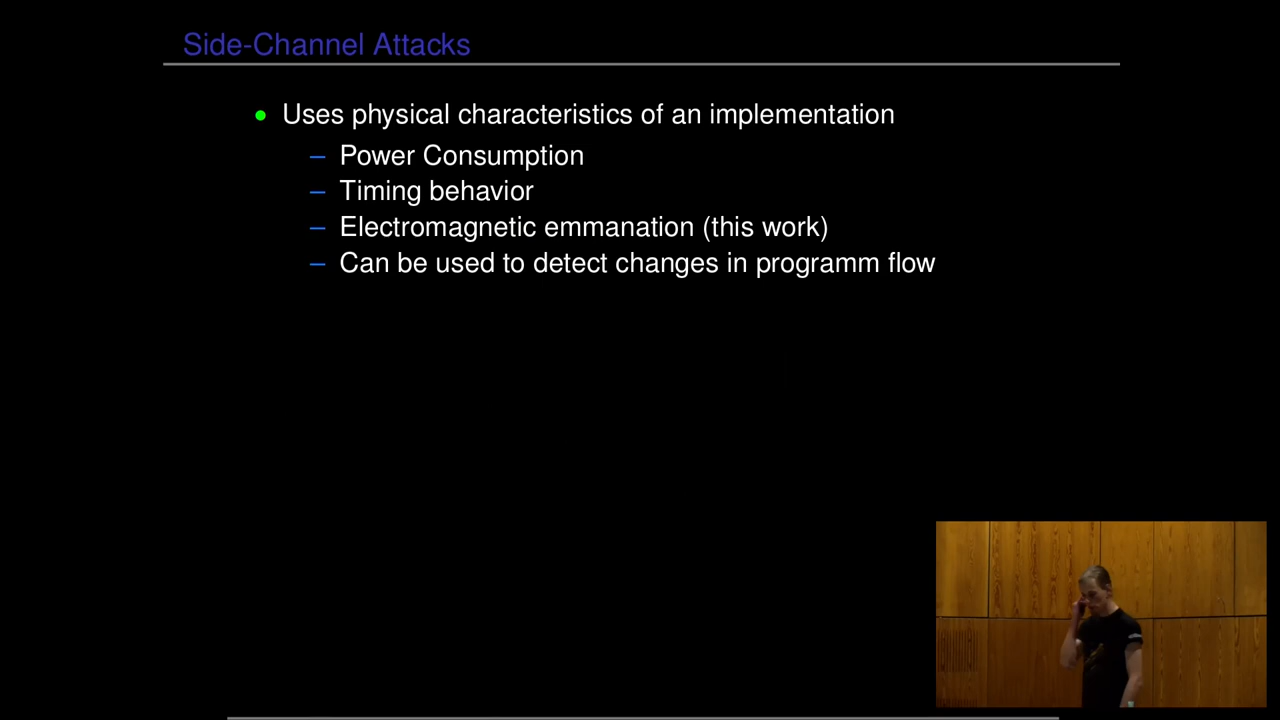 Side-Channel Attacks
• Uses physical characteristics of an implementation
– Power Consumption
– Timing behavior
– Electromagnetic emmanation (this work)
– Can be used to detect changes in programm flow